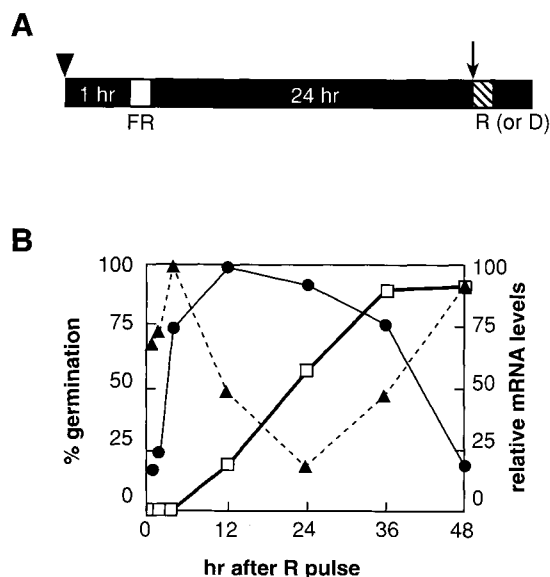 A
1 hr
24 hr
FR
R (or D)
B
% germination
100
75
50
25
0
100
75
50
25
0
relative mRNA levels
0
12
24
36
48
hr after R pulse